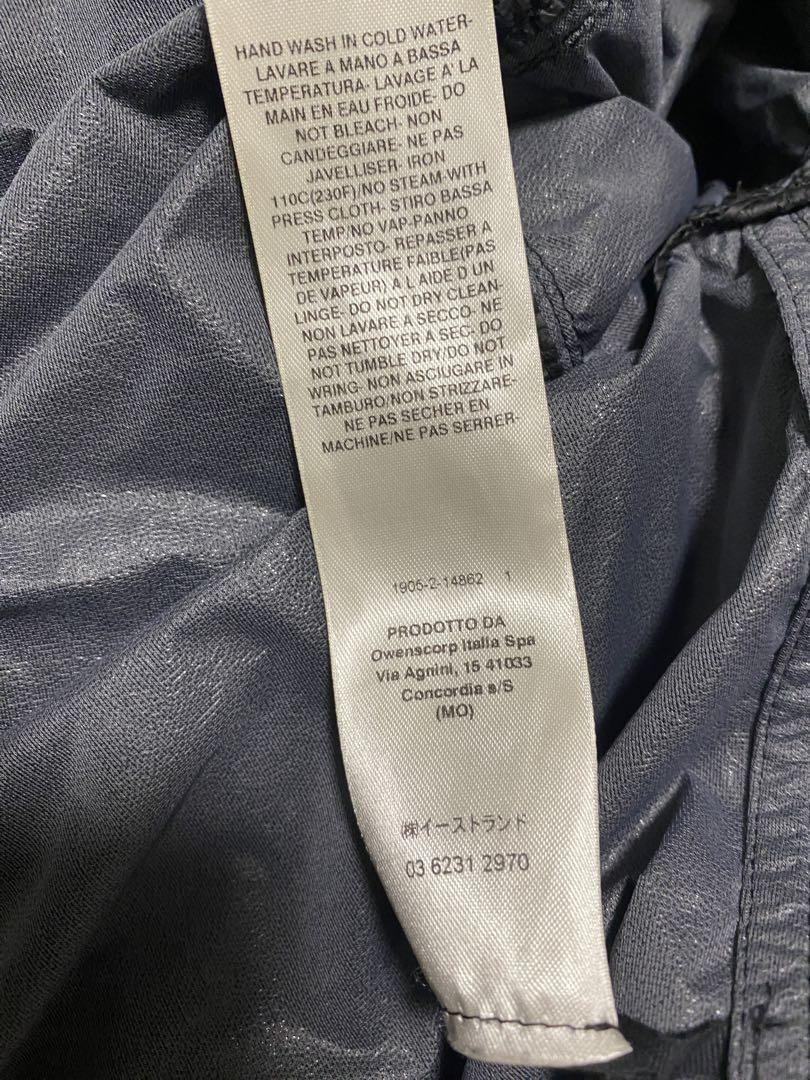 HAND WASH IN COLD WATER-
LAVARE A MANO A BASSA
TEMPERATURA- LAVAGE A' LA
MAIN EN EAU FROIDE- DO
NOT BLEACH- NON
CANDEGGIARE- NE PAS
JAVELLISER- IRON
110C(230F)/NO STEAM-WITH
PRESS CLOTH- STIRO BASSA
TEMP/NO VAP-PANNO
INTERPOSTO- REPASSER A
TEMPERATURE FAIBLE(PAS
DE VAPEUR) A L AIDE D UN
LINGE- DO NOT DRY CLEAN-
NON LAVARE A SECCO- NE
PAS NETTOYER A SEC- DO
NOT TUMBLE DRY/DO NOT
WRING- NON ASCIUGARE IN
TAMBURO/NON STRIZZARE-
NE PAS SECHER EN
MACHINE/NE PAS SERRER-
1905-2-14862 1
PRODOTTO DA
Owenscorp Italia Spa
Via Agnini, 15 41033
Concordia s/S
(MO)
㈱イーストランド
03 6231 2970